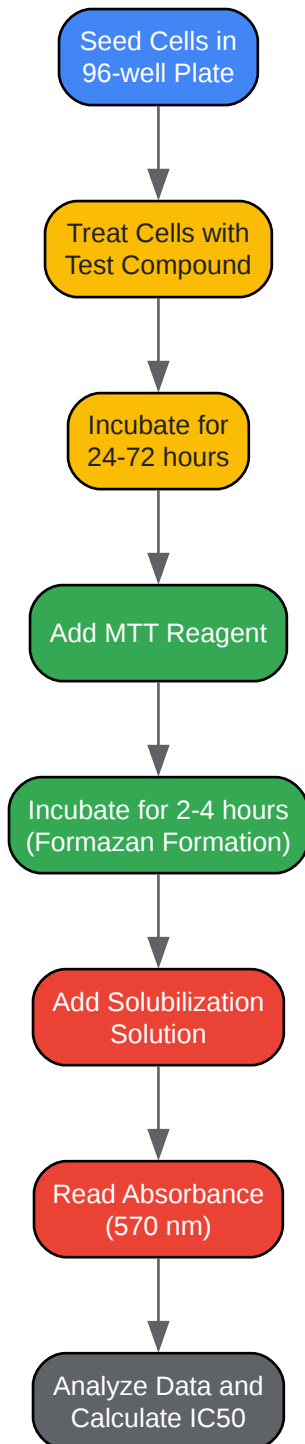 Seed Cells in
96-well Plate
Treat Cells with
Test Compound
Incubate for
24-72 hours
Add MTT Reagent
Incubate for 2-4 hours
(Formazan Formation)
Add Solubilization
Solution
Read Absorbance
(570 nm)
Analyze Data and
Calculate IC50